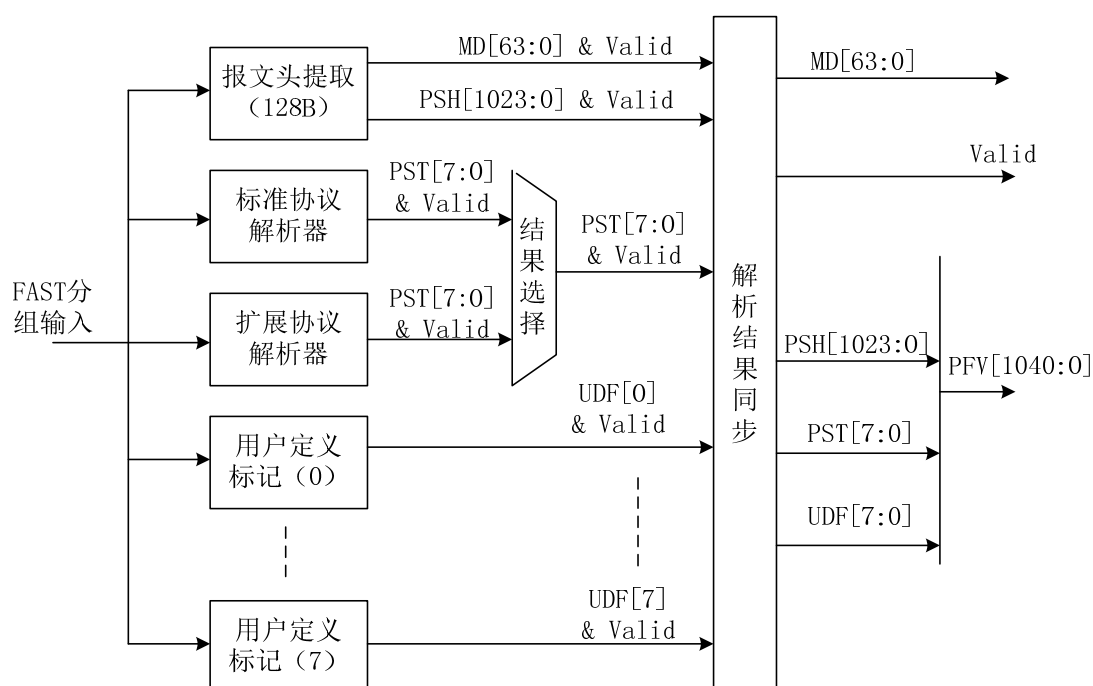 FAST分
组输入
报文头提取
（128B）
标准协议
解析器
扩展协议
解析器
用户定义
标记（0）
用户定义
标记（7）
MD[63:0] & Valid
PSH[1023:0] & Valid
PST[7:0]
& Valid
PST[7:0]
& Valid
结果选择
PST[7:0]
& Valid
UDF[0]
& Valid
UDF[7]
& Valid
解析结果同步
MD[63:0]
Valid
PSH[1023:0]
PST[7:0]
UDF[7:0]
PFV[1040:0]